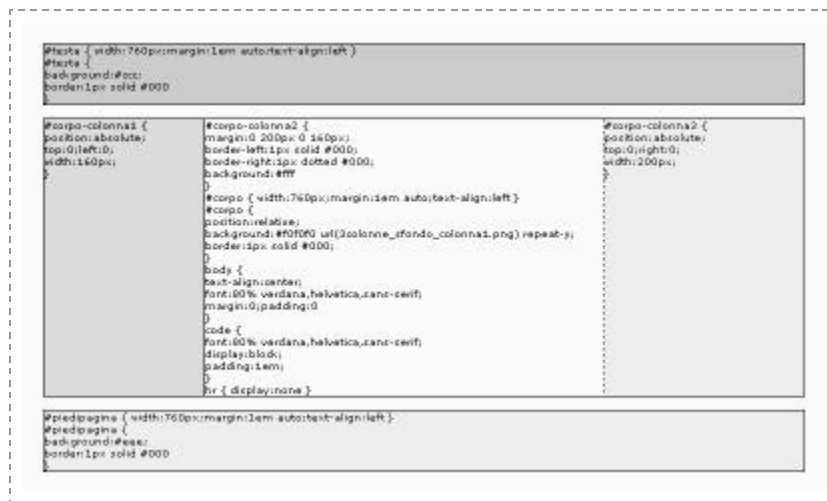 #testa { width:760px;margin:1em auto;text-align:left }
#testa {
background:#ccc;
border:1px solid #000
}
#corpo-colonna1 {
position:absolute;
top:0;left:0;
width:160px;
}
#corpo-colonna2 {
margin:0 200px 0 160px;
border-left:1px solid #000;
border-right:1px dotted #000;
background:#fff
}
#corpo { width:760px;margin:1em auto;text-align:left }
#corpo {
position:relative;
background:#f0f0f0 url(3colonne_sfondo_colonna1.png) repeat-y;
border:1px solid #000;
}
body {
text-align:center;
font:80% verdana,helvetica,sans-serif;
margin:0;padding:0
}
code {
font:80% verdana,helvetica,sans-serif;
display:block;
padding:1em;
}
hr { display:none }
#corpo-colonna3 {
position:absolute;
top:0;right:0;
width:200px;
}
#piedipagina { width:760px;margin:1em auto;text-align:left }
#piedipagina {
background:#eee;
border:1px solid #000
}